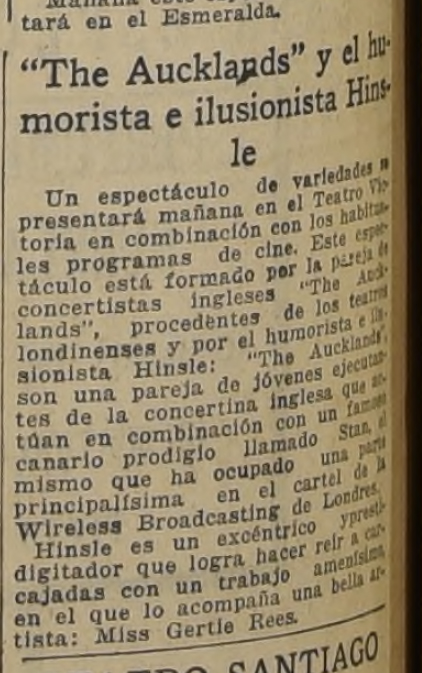 Mañana
tará en el Esmeralda.
"The Aucklands" y el hu-
morista e ilusionista Hins-
le
Un espectáculo de variedades
presentará mañana en el Teatro Vic-
toria en combinación con los habitua-
les programas de cine. Este espec-
táculo está formado por la pareja de
concertistas ingleses "The Auck-
lands", procedentes de los teatros
londinenses y por el humorista e ilu-
sionista Hinsle: "The Aucklands",
son una pareja de jóvenes ejecutan-
tes de la concertina inglesa que ac-
túan en combinación con un famoso
canario prodigio llamado Stan, el
mismo que ha ocupado una parte
principalísima en el cartel de la
Wireless Broadcasting de Londres.
Hinsle es un excéntrico ypresti-
digitador que logra hacer reir a car-
cajadas con un trabajo amenísimo,
en el que lo acompaña una bella ar-
tista: Miss Gertie Rees.
SANTIAGO